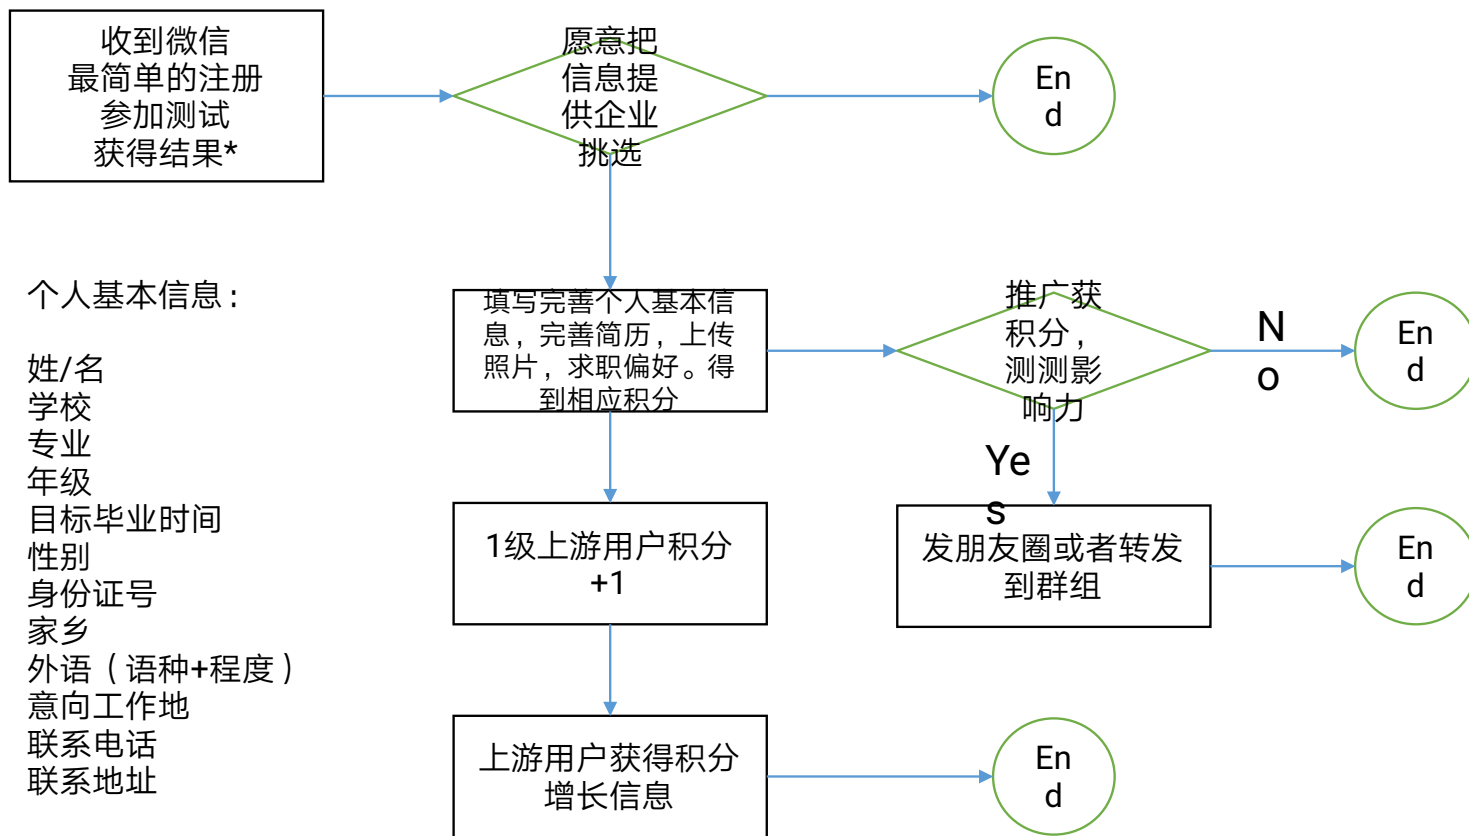 收到微信
最简单的注册
参加测试
获得结果*
愿意把
信息提
供企业
挑选
En
d
个人基本信息：
姓/名
学校
专业
年级
目标毕业时间
性别
身份证号
家乡
外语（语种+程度）
意向工作地
联系电话
联系地址
填写完善个人基本信
息，完善简历，上传
照片，求职偏好。得
到相应积分
推广获
积分，
测测影
响力
N
o
En
d
Ye
s
1级上游用户积分
+1
发朋友圈或者转发
到群组
En
d
上游用户获得积分
增长信息
En
d